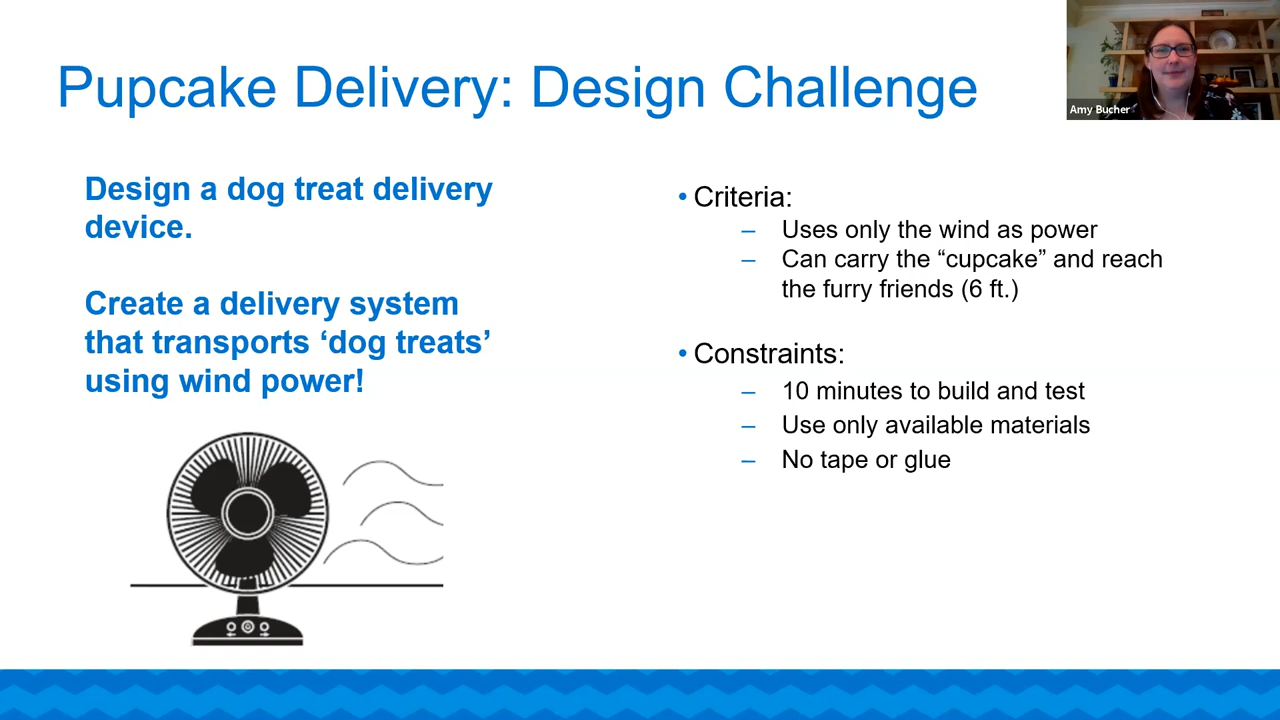 Pupcake Delivery: Design Challenge
Amy Bucher
Design a dog treat delivery
device.
Create a delivery system
that transports ‘dog treats’
using wind power!
• Criteria:
– Uses only the wind as power
– Can carry the “cupcake” and reach
the furry friends (6 ft.)
• Constraints:
– 10 minutes to build and test
– Use only available materials
– No tape or glue